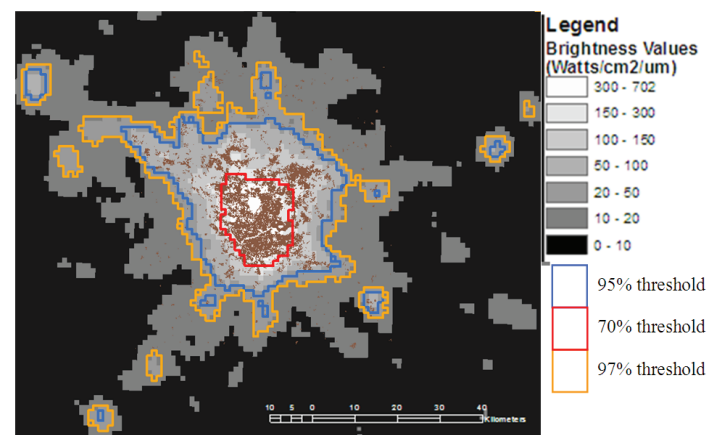 Legend
Brightness Values
(Watts/cm2/um)
300 - 702
150 - 300
100 - 150
50 - 100
20 - 50
10 - 20
0 - 10
95% threshold
70% threshold
97% threshold
10 5 0 10 20 30 40
Kilometers